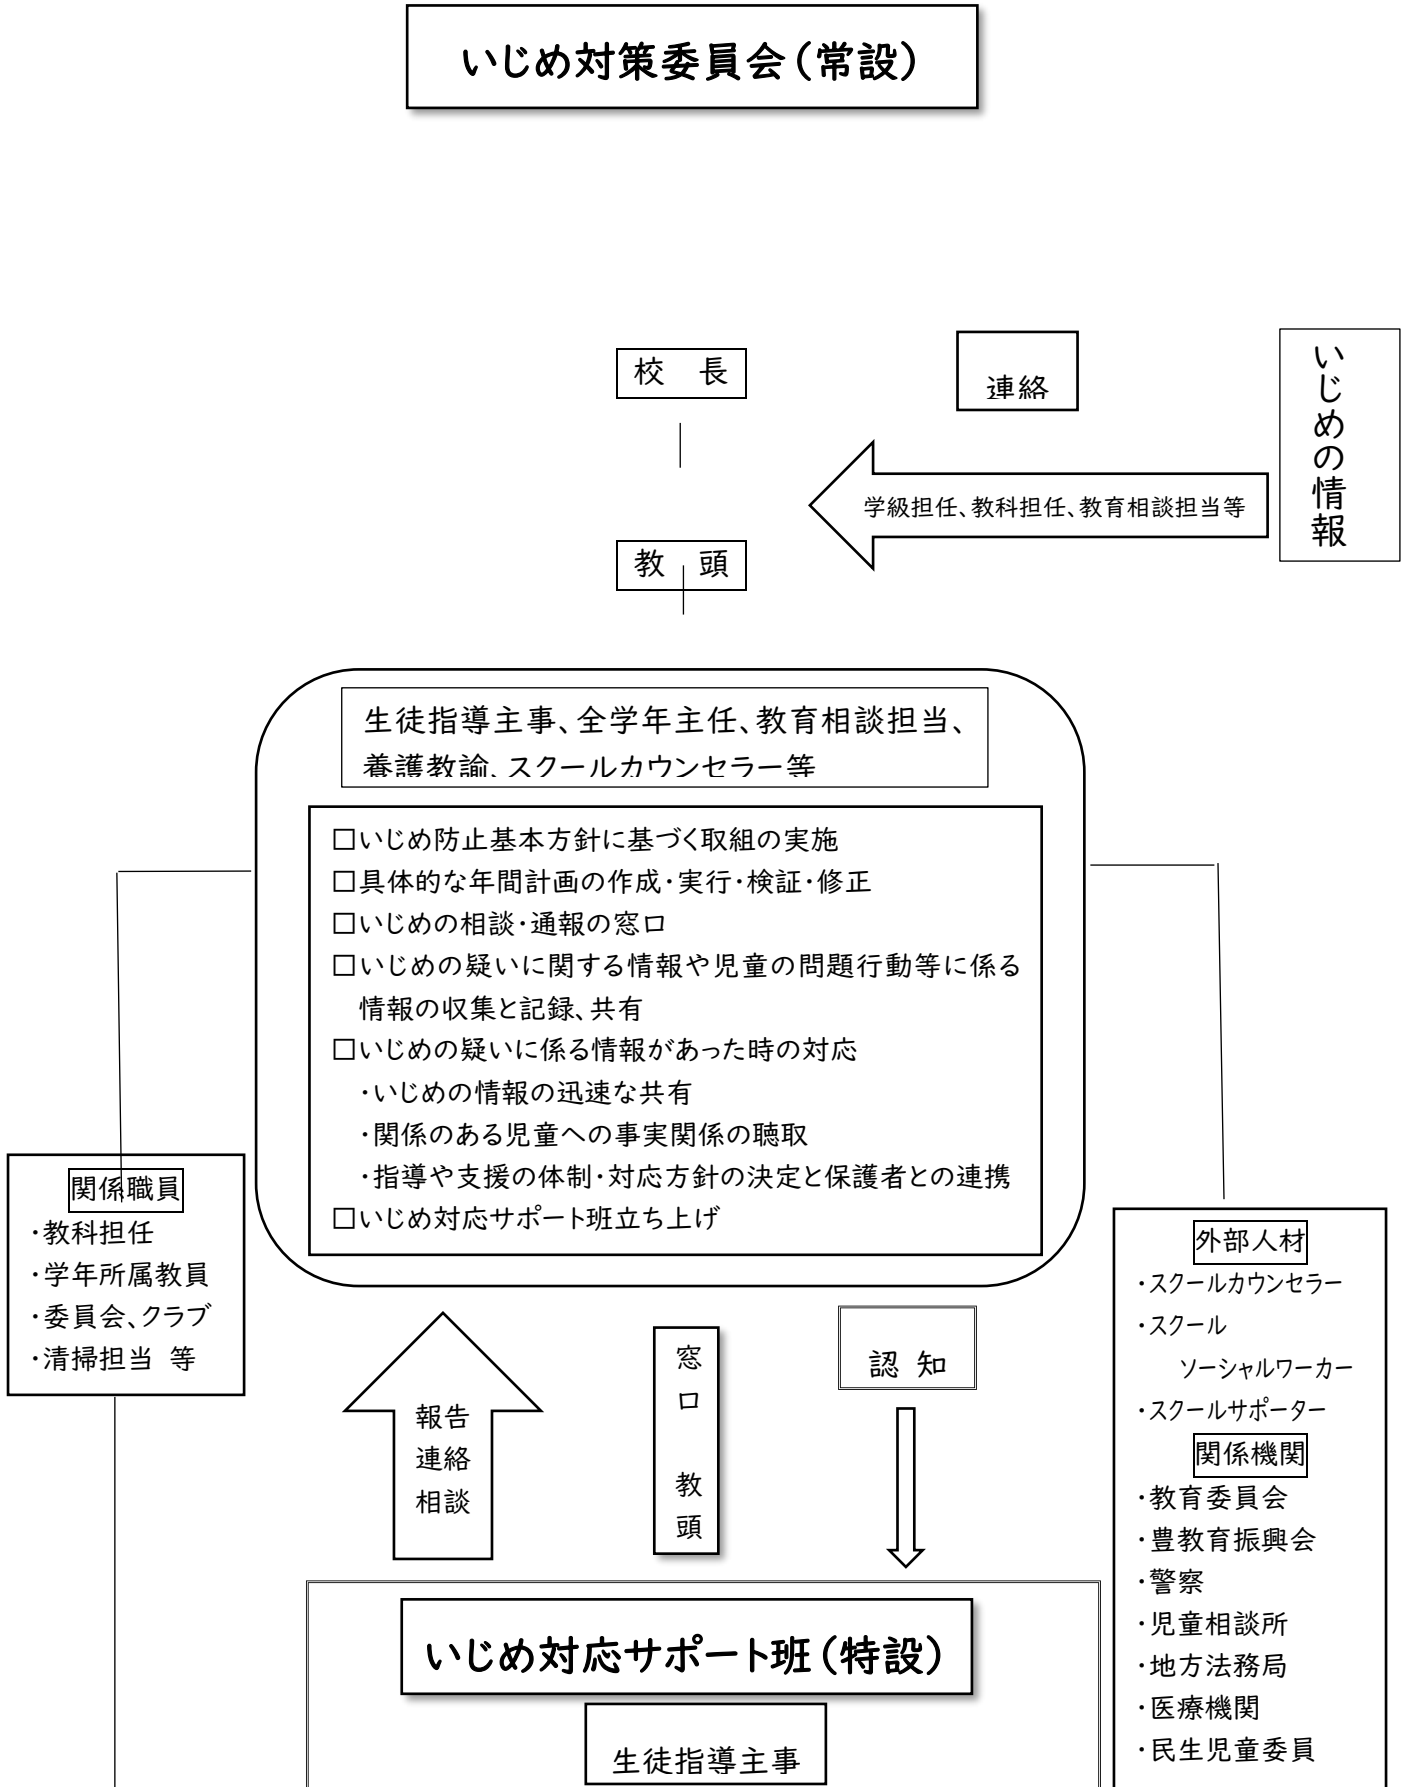 いじめ対策委員会（常設）
校　長
連絡
いじめの情報
学級担任、教科担任、教育相談担当等
教　頭
生徒指導主事、全学年主任、教育相談担当、
養護教諭、スクールカウンセラー等
□いじめ防止基本方針に基づく取組の実施
□具体的な年間計画の作成・実行・検証・修正
□いじめの相談・通報の窓口
□いじめの疑いに関する情報や児童の問題行動等に係る
情報の収集と記録、共有
□いじめの疑いに係る情報があった時の対応
・いじめの情報の迅速な共有
・関係のある児童への事実関係の聴取
・指導や支援の体制・対応方針の決定と保護者との連携
□いじめ対応サポート班立ち上げ
関係職員
・教科担任
・学年所属教員
・委員会、クラブ
・清掃担当　等
外部人材
・スクールカウンセラー
・スクール
ソーシャルワーカー
・スクールサポーター
関係機関
・教育委員会
・豊教育振興会
・警察
・児童相談所
・地方法務局
・医療機関
・民生児童委員
報告
連絡
相談
窓口　教頭
認　知
いじめ対応サポート班（特設）
生徒指導主事